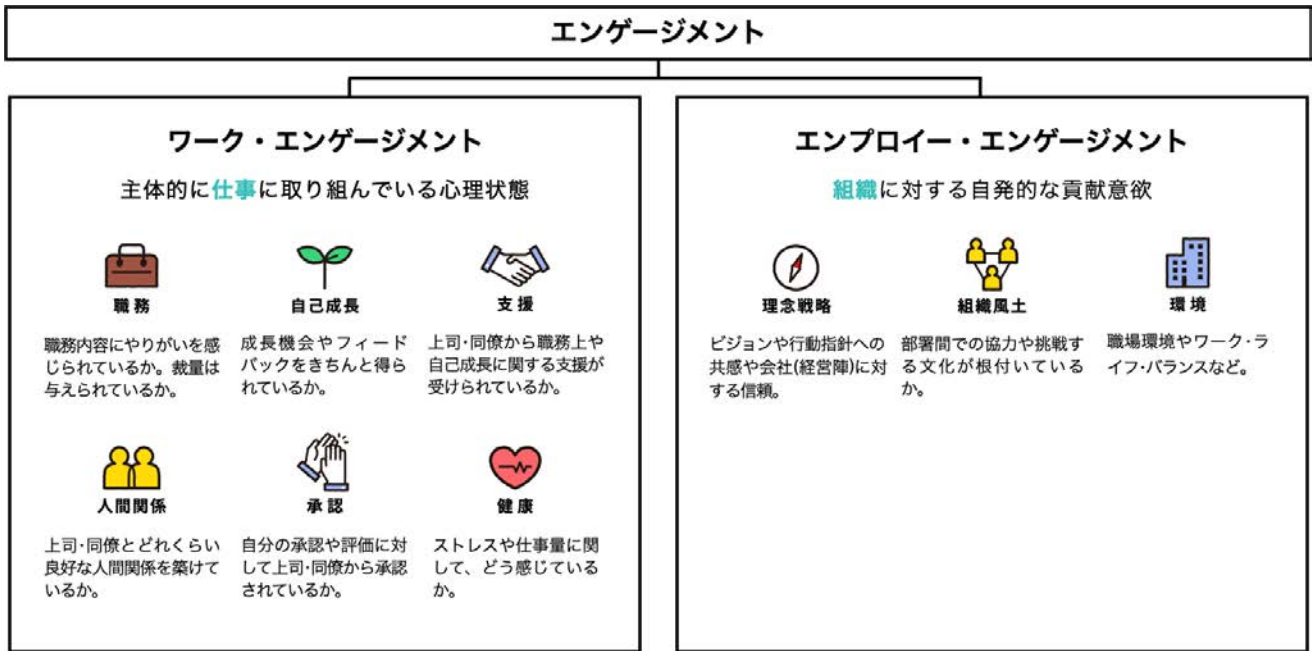 エンゲージメント
ワーク・エンゲージメント
主体的に仕事に取り組んでいる心理状態
職務
職務内容にやりがいを感
じられているか。裁量は
与えられているか。
自己成長
成長機会やフィード
バックをきちんと得ら
れているか。
支援
上司・同僚から職務上や
自己成長に関する支援が
受けられているか。
人間関係
上司・同僚とどれくらい
良好な人間関係を築けて
いるか。
承認
自分の承認や評価に対
して上司・同僚から承認
されているか。
健康
ストレスや仕事量に関
して、どう感じているか
か。
エンプロイー・エンゲージメント
組織に対する自発的な貢献意欲
理念戦略
ビジョンや行動指針への
共感や会社(経営陣)に対
する信頼。
組織風土
部署間での協力や挑戦す
る文化が根付いている
か。
環境
職場環境やワーク・ラ
イフ・バランスなど。